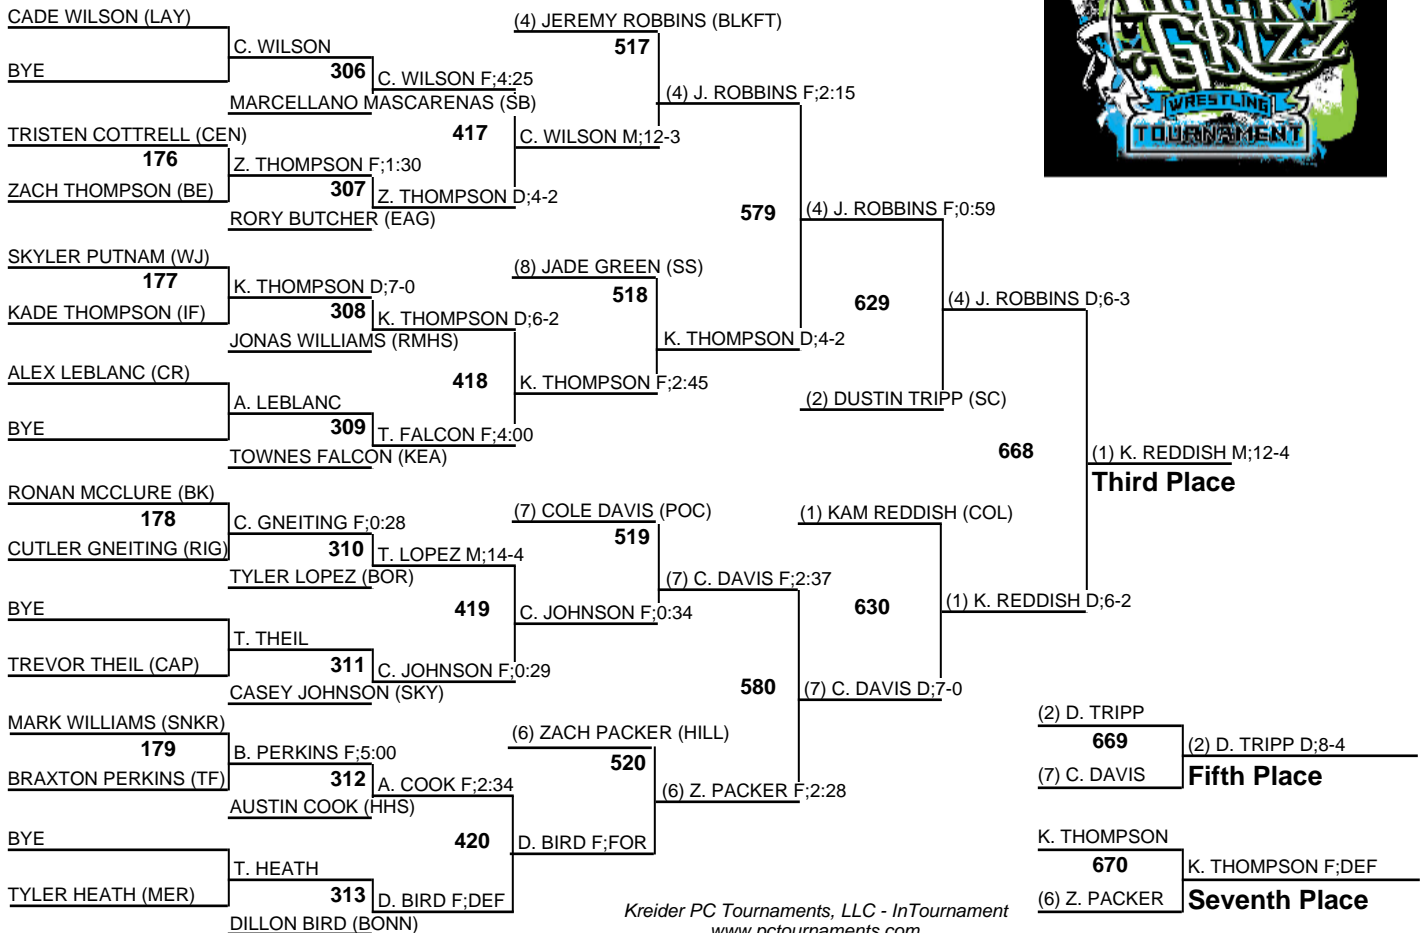 CADE WILSON (LAY)
BYE
C. WILSON
306
C. WILSON F;4:25
MARCELLANO MASCARENAS (SB)
TRISTEN COTTRELL (CEN)
176
ZACH THOMPSON (BE)
Z. THOMPSON F;1:30
307
Z. THOMPSON D;4-2
RORY BUTCHER (EAG)
417
C. WILSON M;12-3
(4) JEREMY ROBBINS (BLKFT)
517
(4) J. ROBBINS F;2:15
SKYLER PUTNAM (WJ)
177
KADE THOMPSON (IF)
K. THOMPSON D;7-0
308
K. THOMPSON D;6-2
JONAS WILLIAMS (RMHS)
ALEX LEBLANC (CR)
BYE
A. LEBLANC
309
T. FALCON F;4:00
TOWNES FALCON (KEA)
418
K. THOMPSON F;2:45
(8) JADE GREEN (SS)
518
K. THOMPSON D;4-2
579
(4) J. ROBBINS F;0:59
629
(2) DUSTIN TRIPP (SC)
(4) J. ROBBINS D;6-3
RONAN MCCLURE (BK)
178
CUTLER GNEITING (RIG)
C. GNEITING F;0:28
310
T. LOPEZ M;14-4
TYLER LOPEZ (BOR)
BYE
TREVOR THEIL (CAP)
T. THEIL
311
C. JOHNSON F;0:29
CASEY JOHNSON (SKY)
419
C. JOHNSON F;0:34
(7) COLE DAVIS (POC)
519
(7) C. DAVIS F;2:37
MARK WILLIAMS (SNKR)
179
BRAXTON PERKINS (TF)
B. PERKINS F;5:00
312
A. COOK F;2:34
AUSTIN COOK (HHS)
BYE
TYLER HEATH (MER)
T. HEATH
313
D. BIRD F;DEF
DILLON BIRD (BONN)
420
D. BIRD F;FOR
(6) ZACH PACKER (HILL)
520
(6) Z. PACKER F;2:28
580
(7) C. DAVIS D;7-0
(1) KAM REDDISH (COL)
630
(1) K. REDDISH D;6-2
668
(1) K. REDDISH M;12-4
Third Place
(2) D. TRIPP
669
(7) C. DAVIS
(2) D. TRIPP D;8-4
Fifth Place
K. THOMPSON
670
(6) Z. PACKER
K. THOMPSON F;DEF
Seventh Place
GRIZZ
WRESTLING
TOURNAMENT
Kreider PC Tournaments, LLC - InTournament
www.pctournaments.com